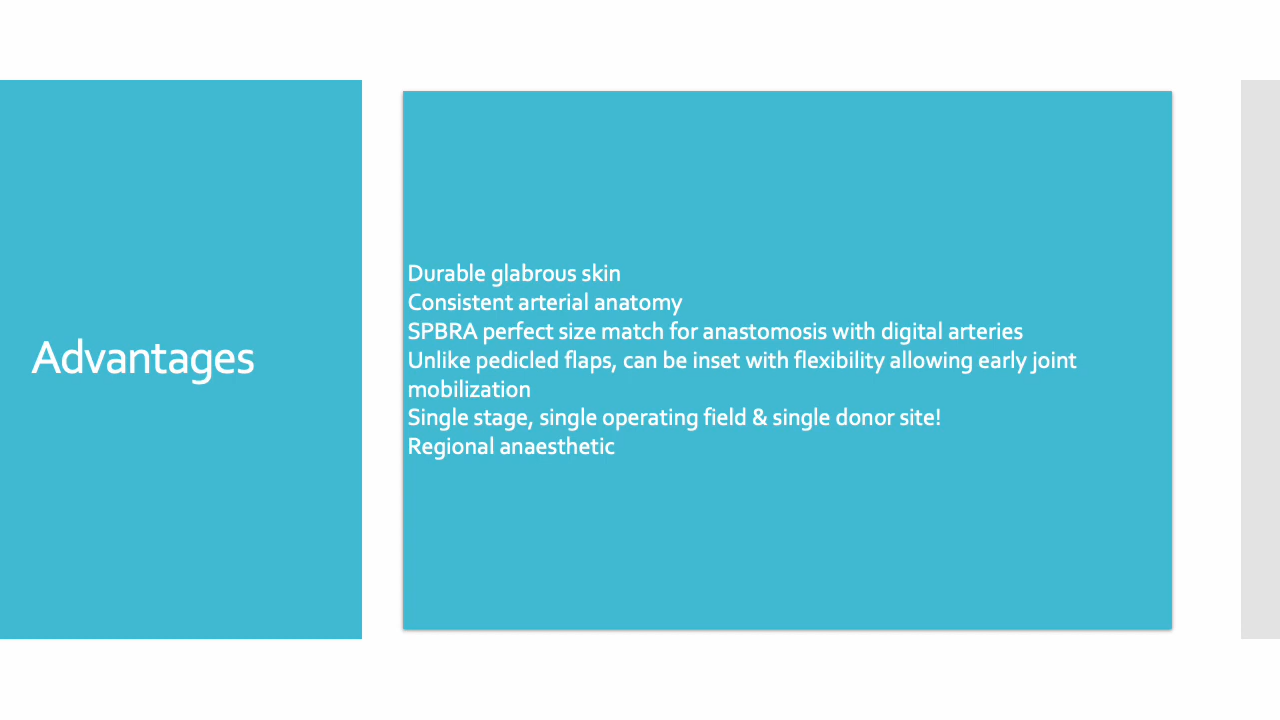 Advantages
Durable glabrous skin
Consistent arterial anatomy
SPBRA perfect size match for anastomosis with digital arteries
Unlike pedicled flaps, can be inset with flexibility allowing early joint
mobilization
Single stage, single operating field & single donor site!
Regional anaesthetic